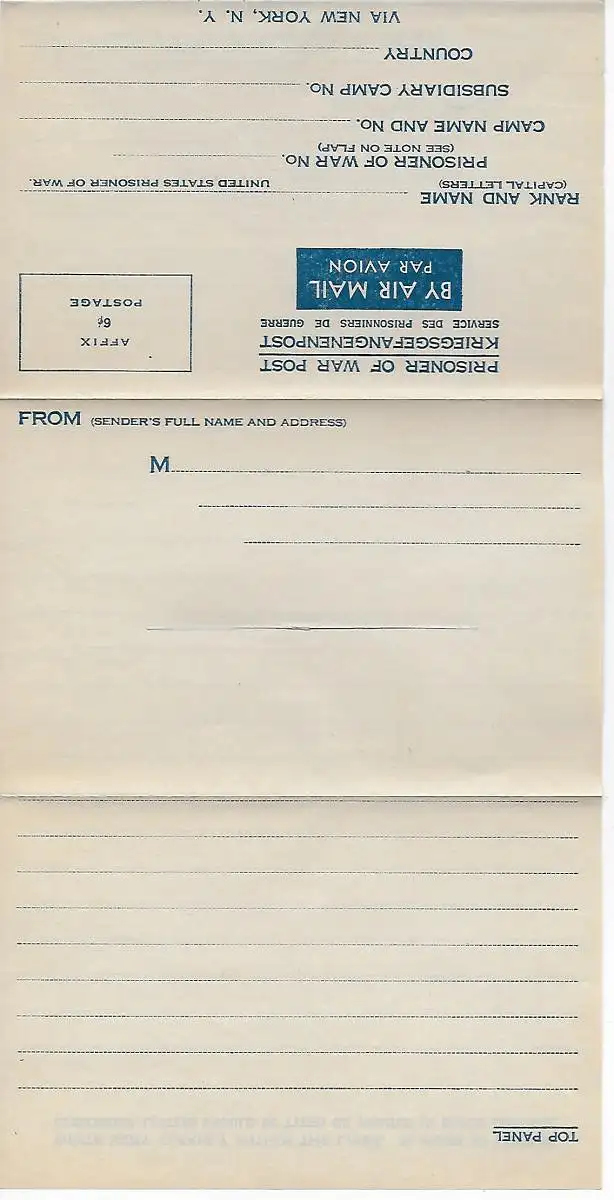 PRISONER OF WAR POST
KRIEGSGEFANGENENPOST
SERVICE DES PRISONNIERS DE GUERRE
BY AIR MAIL
PAR AVION
AFFIX
6¢
POSTAGE
RANK AND NAME
(CAPITAL LETTERS)
UNITED STATES PRISONER OF WAR.
PRISONER OF WAR No.
(SEE NOTE ON FLAP)
CAMP NAME AND No.
SUBSIDIARY CAMP No.
COUNTRY
VIA NEW YORK, N. Y.
FROM (SENDER'S FULL NAME AND ADDRESS)
M
TOP PANEL